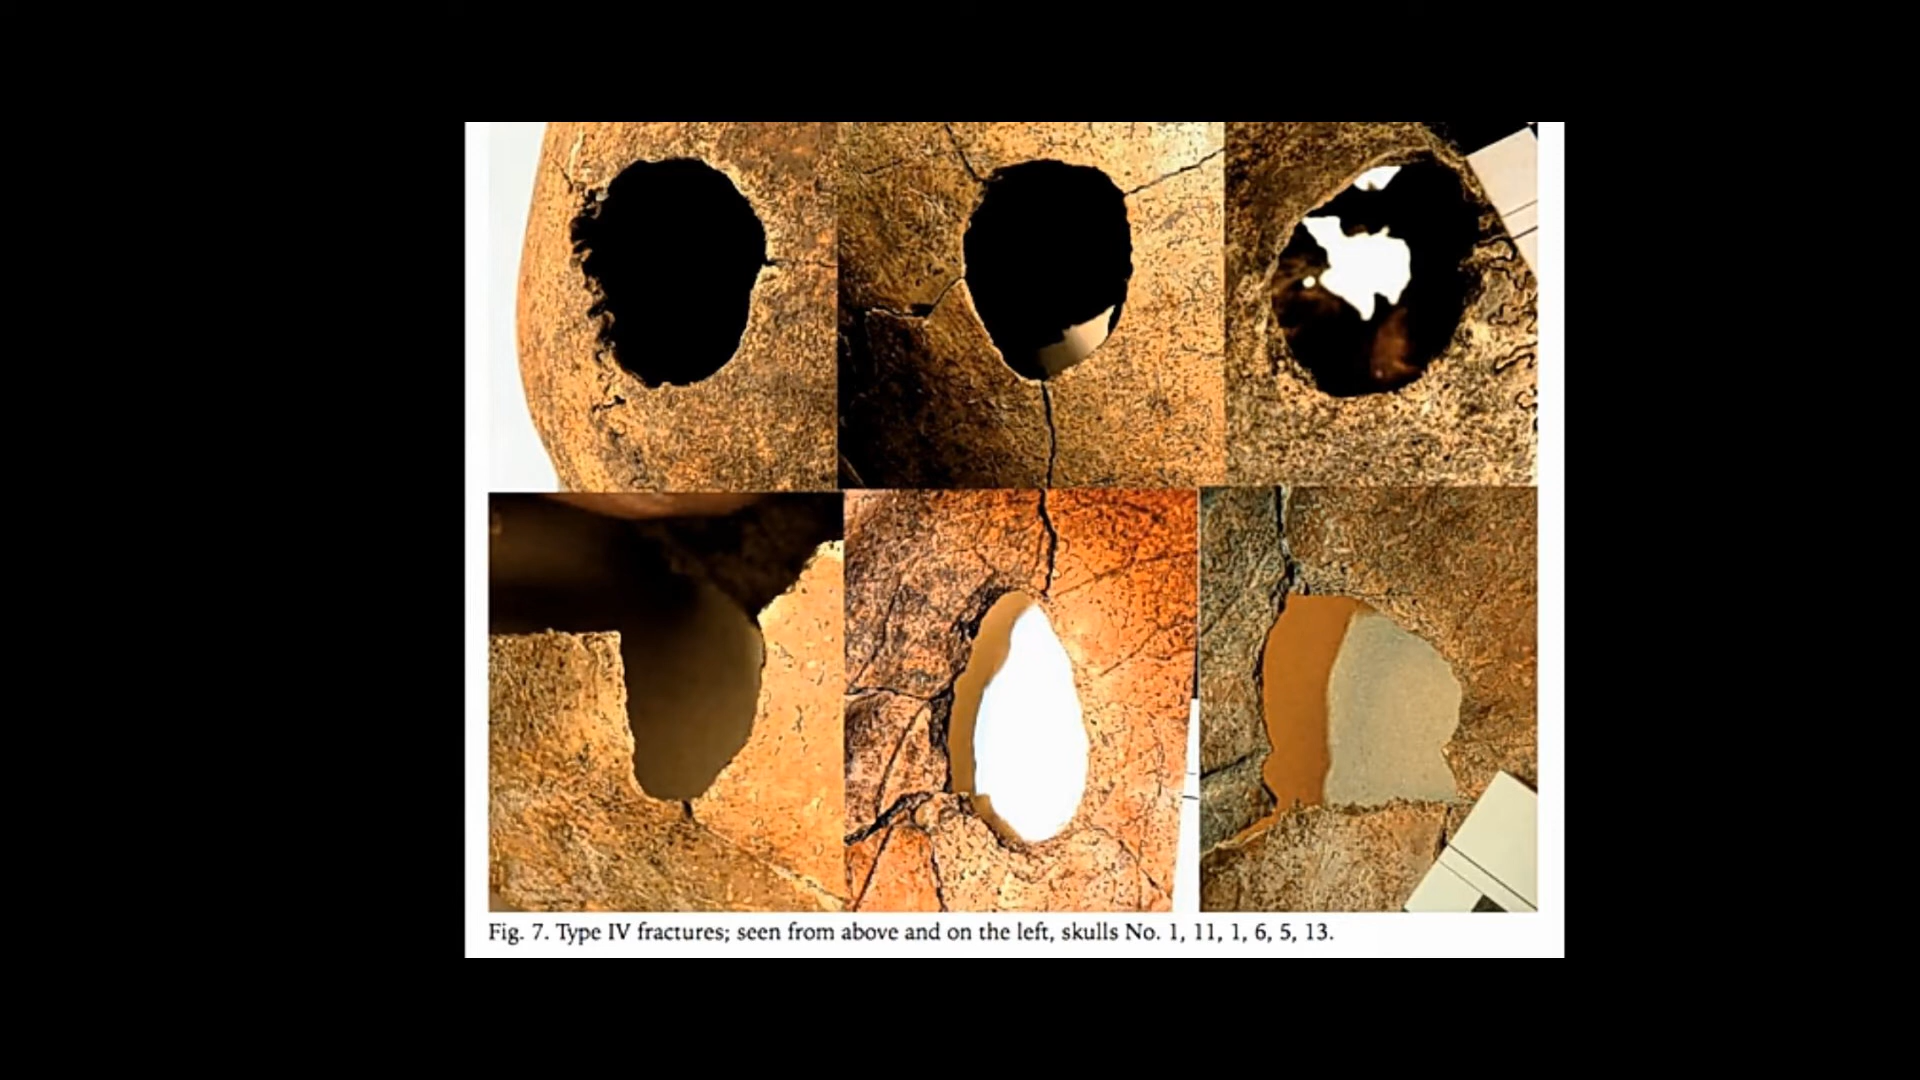 Fig. 7. Type IV fractures; seen from above and on the left, skulls No. 1, 11, 1, 6, 5, 13.